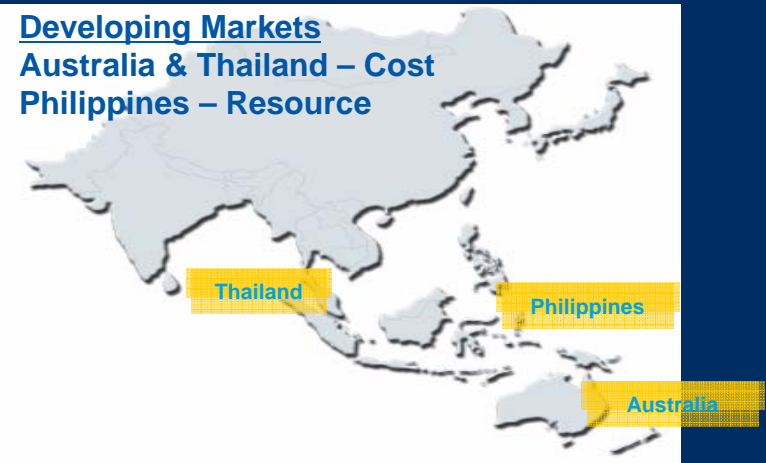 Developing Markets
Australia & Thailand – Cost
Philippines – Resource
Thailand
Philippines
Australia